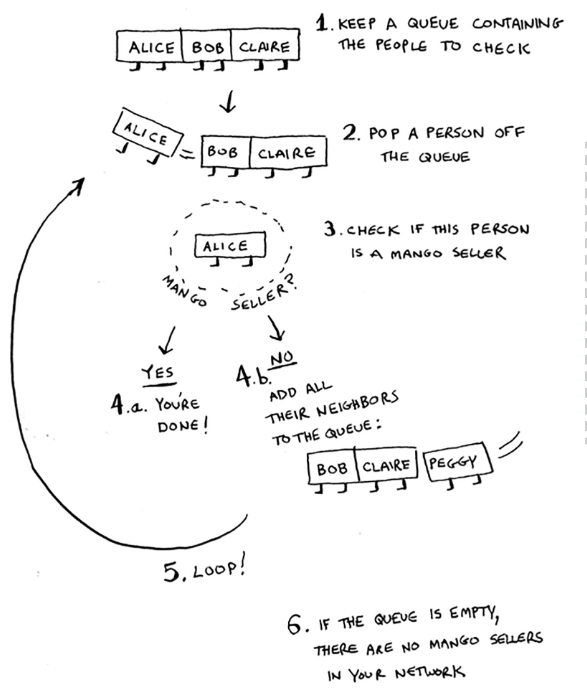 ALICE BOB CLAIRE
1. KEEP A QUEUE CONTAINING
THE PEOPLE TO CHECK
ALICE
BOB CLAIRE
2. POP A PERSON OFF
THE QUEUE
ALICE
MANGO SELLER?
3. CHECK IF THIS PERSON
IS A MANGO SELLER
YES
4.a. YOU'RE
DONE!
4.b. NO
ADD ALL
THEIR NEIGHBORS
TO THE QUEUE:
BOB CLAIRE PEGGY
5. LOOP!
6. IF THE QUEUE IS EMPTY,
THERE ARE NO MANGO SELLERS
IN YOUR NETWORK